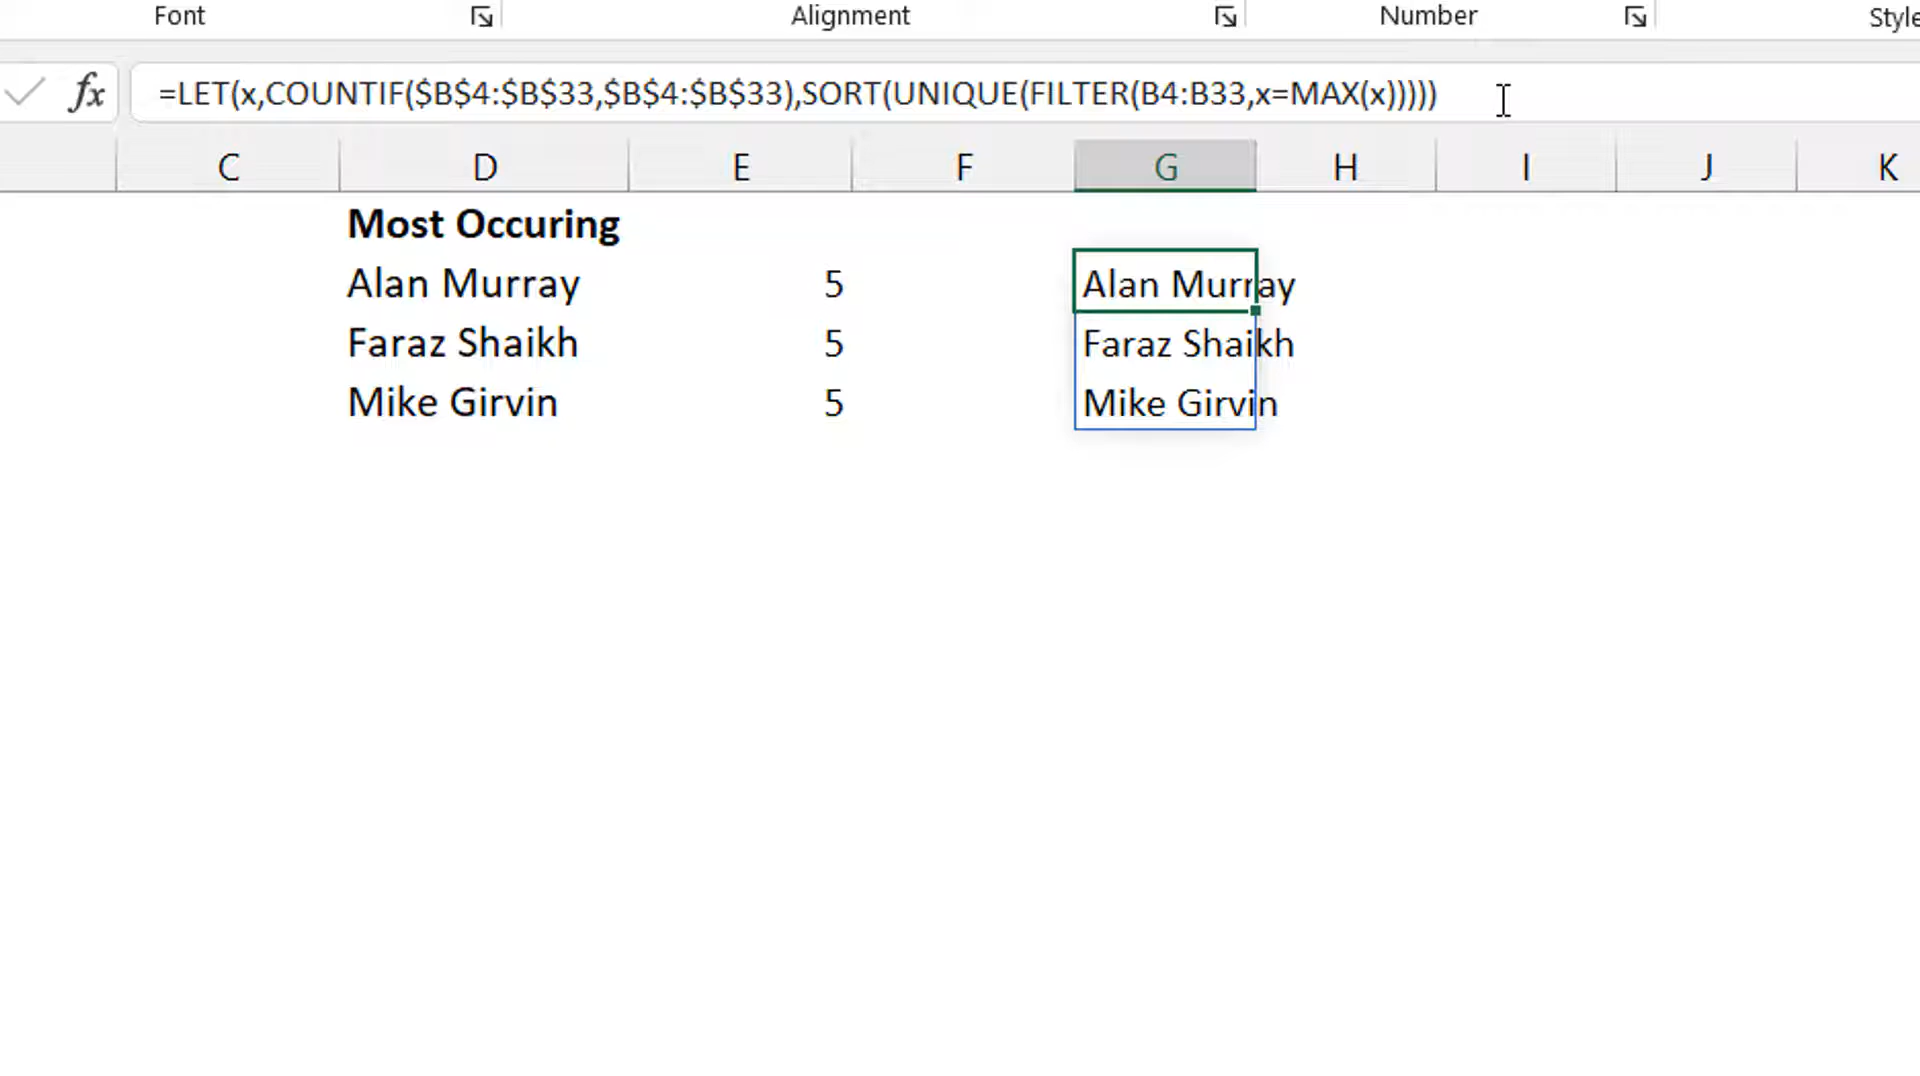 Font Alignment Number Style
fx =LET(x,COUNTIF($B$4:$B$33,$B$4:$B$33),SORT(UNIQUE(FILTER(B4:B33,x=MAX(x)))))
C D E F G H I J K
Most Occuring
Alan Murray 5 Alan Murray
Faraz Shaikh 5 Faraz Shaikh
Mike Girvin 5 Mike Girvin